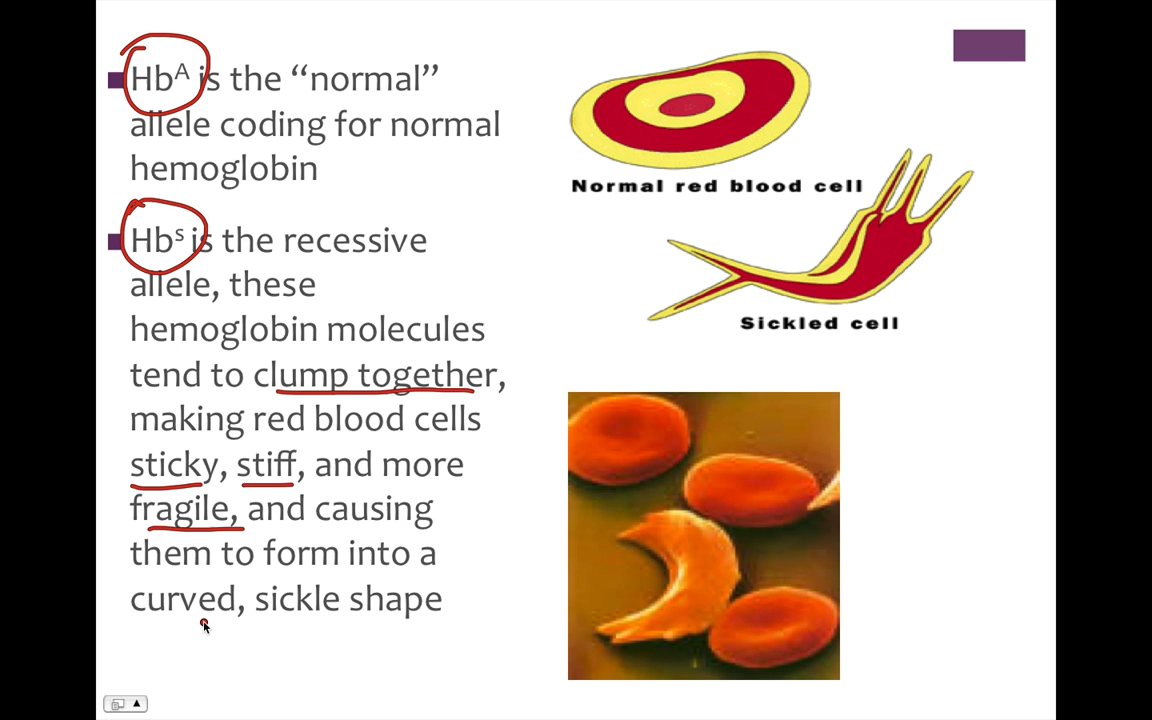 Hbᴬ is the “normal”
allele coding for normal
hemoglobin
Hbˢ is the recessive
allele, these
hemoglobin molecules
tend to clump together,
making red blood cells
sticky, stiff, and more
fragile, and causing
them to form into a
curved, sickle shape
Normal red blood cell
Sickled cell